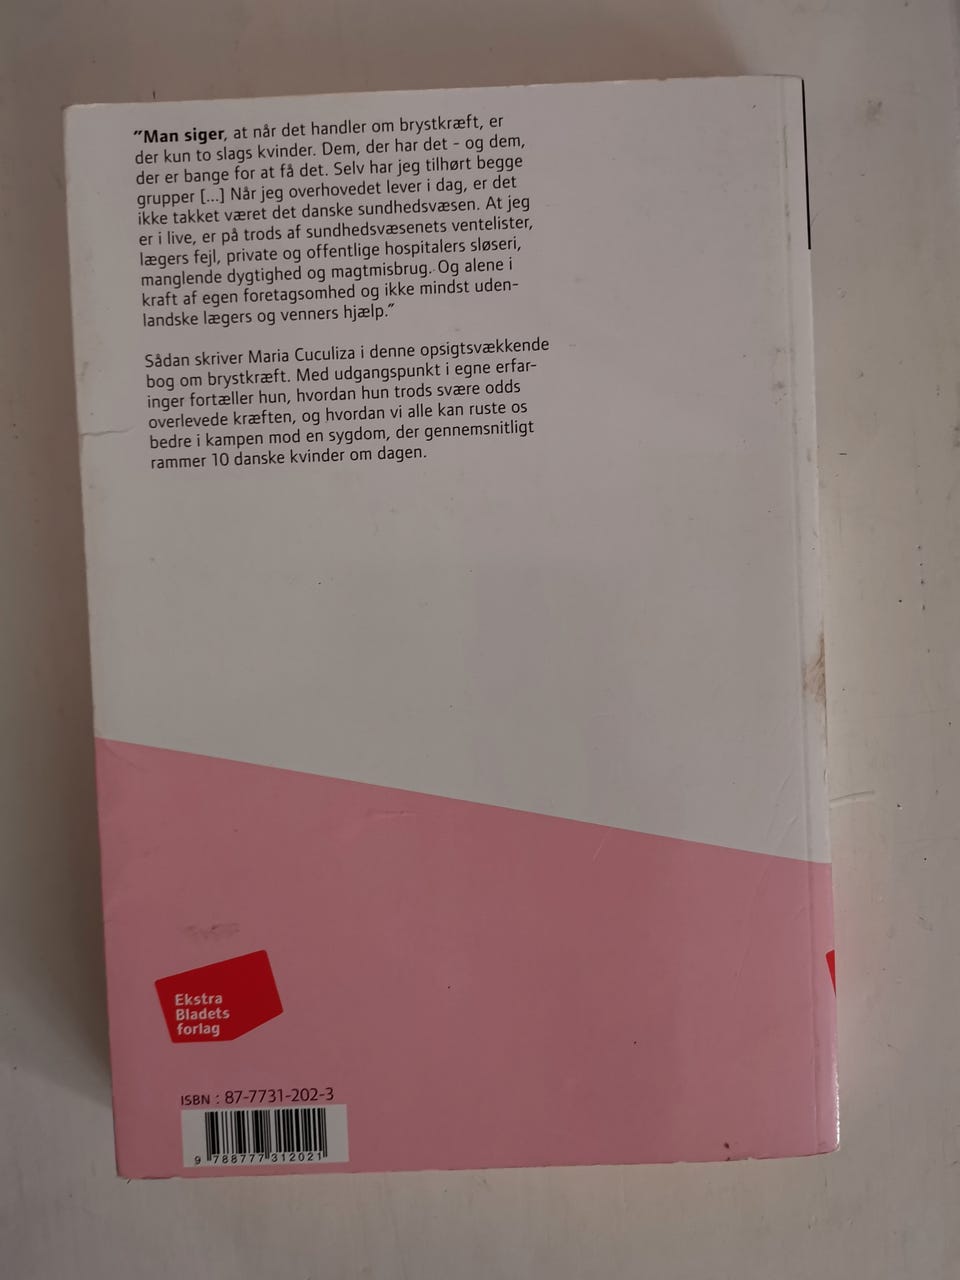 "Man siger, at når det handler om brystkræft, er
der kun to slags kvinder. Dem, der har det - og dem,
der er bange for at få det. Selv har jeg tilhørt begge
grupper [...] Når jeg overhovedet lever i dag, er det
ikke takket været det danske sundhedsvæsen. At jeg
er i live, er på trods af sundhedsvæsenets ventelister,
lægers fejl, private og offentlige hospitalers sløseri,
manglende dygtighed og magtmisbrug. Og alene i
kraft af egen foretagsomhed og ikke mindst uden-
landske lægers og venners hjælp."
Sådan skriver Maria Cuculiza i denne opsigtsvækkende
bog om brystkræft. Med udgangspunkt i egne erfar-
inger fortæller hun, hvordan hun trods svære odds
overlevede kræften, og hvordan vi alle kan ruste os
bedre i kampen mod en sygdom, der gennemsnitligt
rammer 10 danske kvinder om dagen.
Ekstra
Bladets
forlag
ISBN : 87-7731-202-3
9 788777 312021